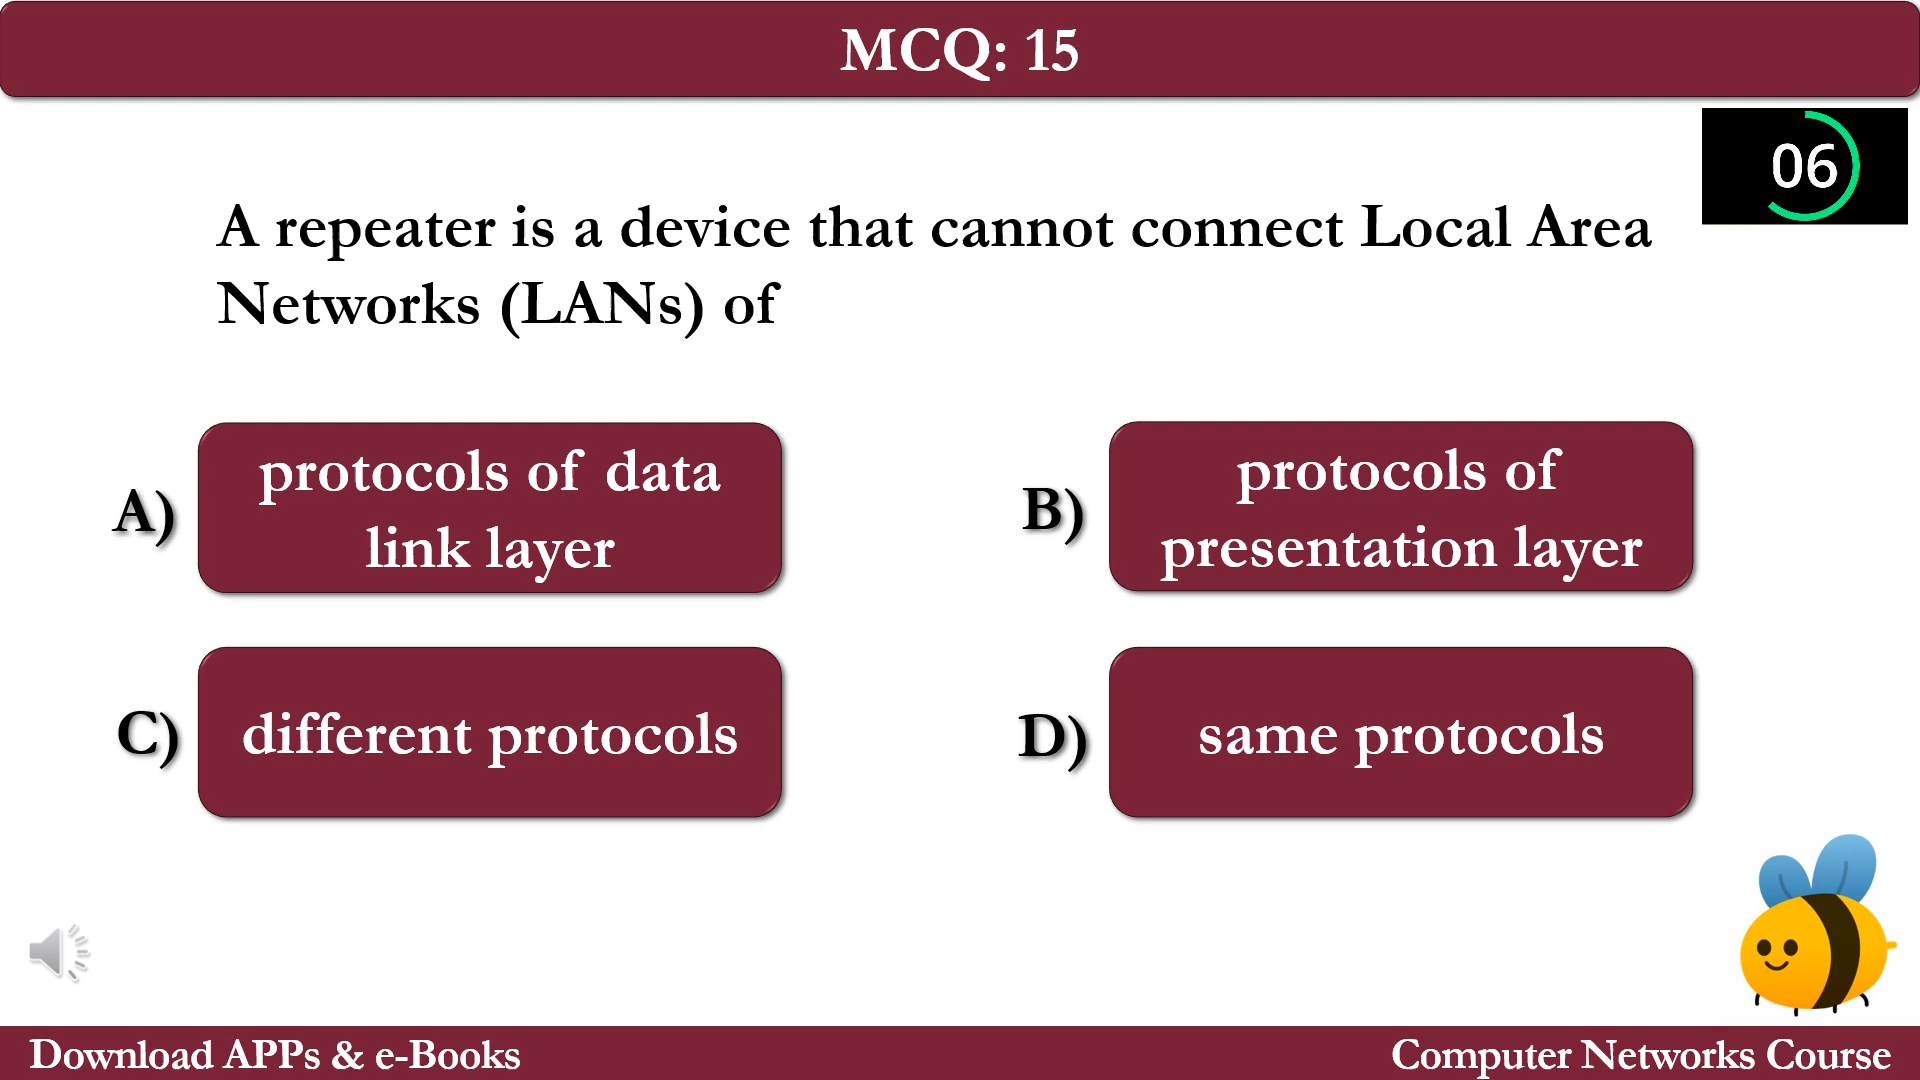 MCQ: 15
06
A repeater is a device that cannot connect Local Area
Networks (LANs) of
A) protocols of data
link layer
B) protocols of
presentation layer
C) different protocols
D) same protocols
Download APPs & e-Books
Computer Networks Course